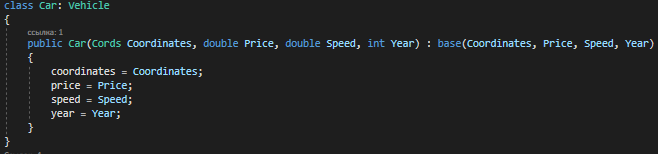 class Car: Vehicle
{
ссылка: 1
public Car(Cords Coordinates, double Price, double Speed, int Year) : base(Coordinates, Price, Speed, Year)
{
coordinates = Coordinates;
price = Price;
speed = Speed;
year = Year;
}
}